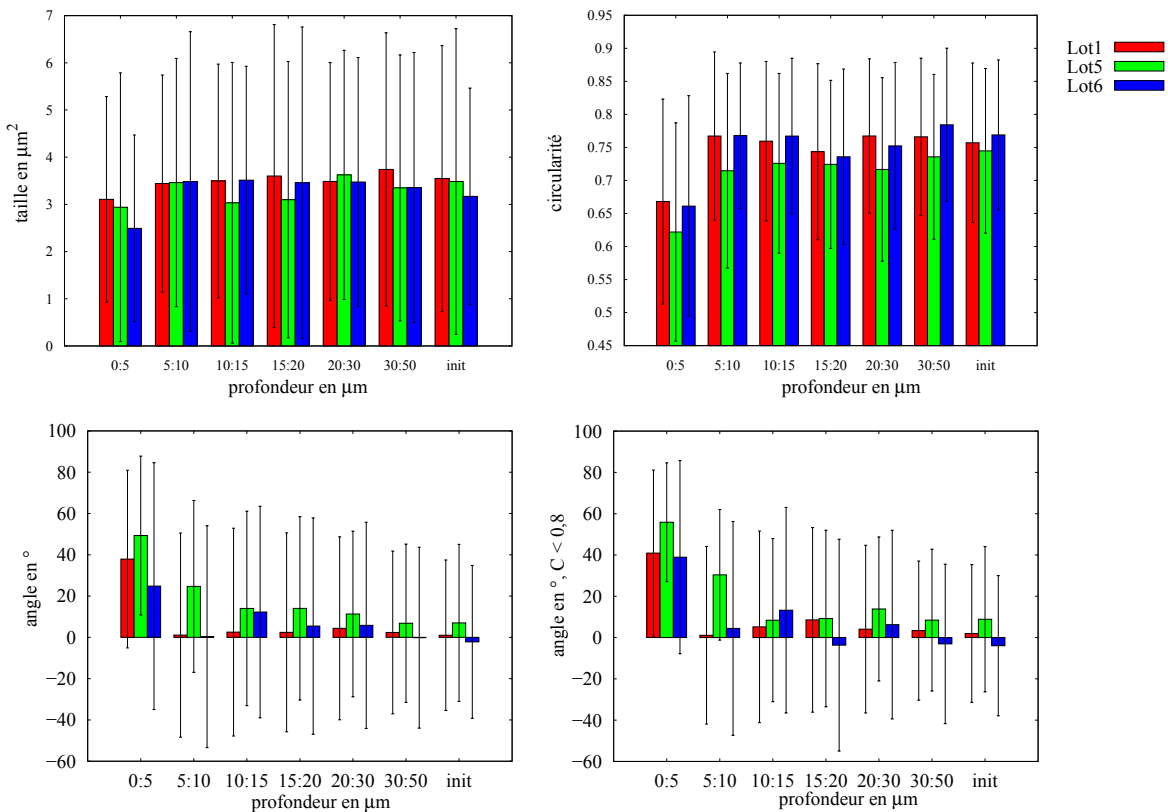 taille en µm²
7
6
5
4
3
2
1
0
0:5 5:10 10:15 15:20 20:30 30:50 init
profondeur en µm
circularité
0.95
0.9
0.85
0.8
0.75
0.7
0.65
0.6
0.55
0.5
0.45
0:5 5:10 10:15 15:20 20:30 30:50 init
profondeur en µm
Lot1
Lot5
Lot6
angle en °
100
80
60
40
20
0
−20
−40
−60
0:5 5:10 10:15 15:20 20:30 30:50 init
profondeur en µm
angle en °, C < 0,8
100
80
60
40
20
0
−20
−40
−60
0:5 5:10 10:15 15:20 20:30 30:50 init
profondeur en µm